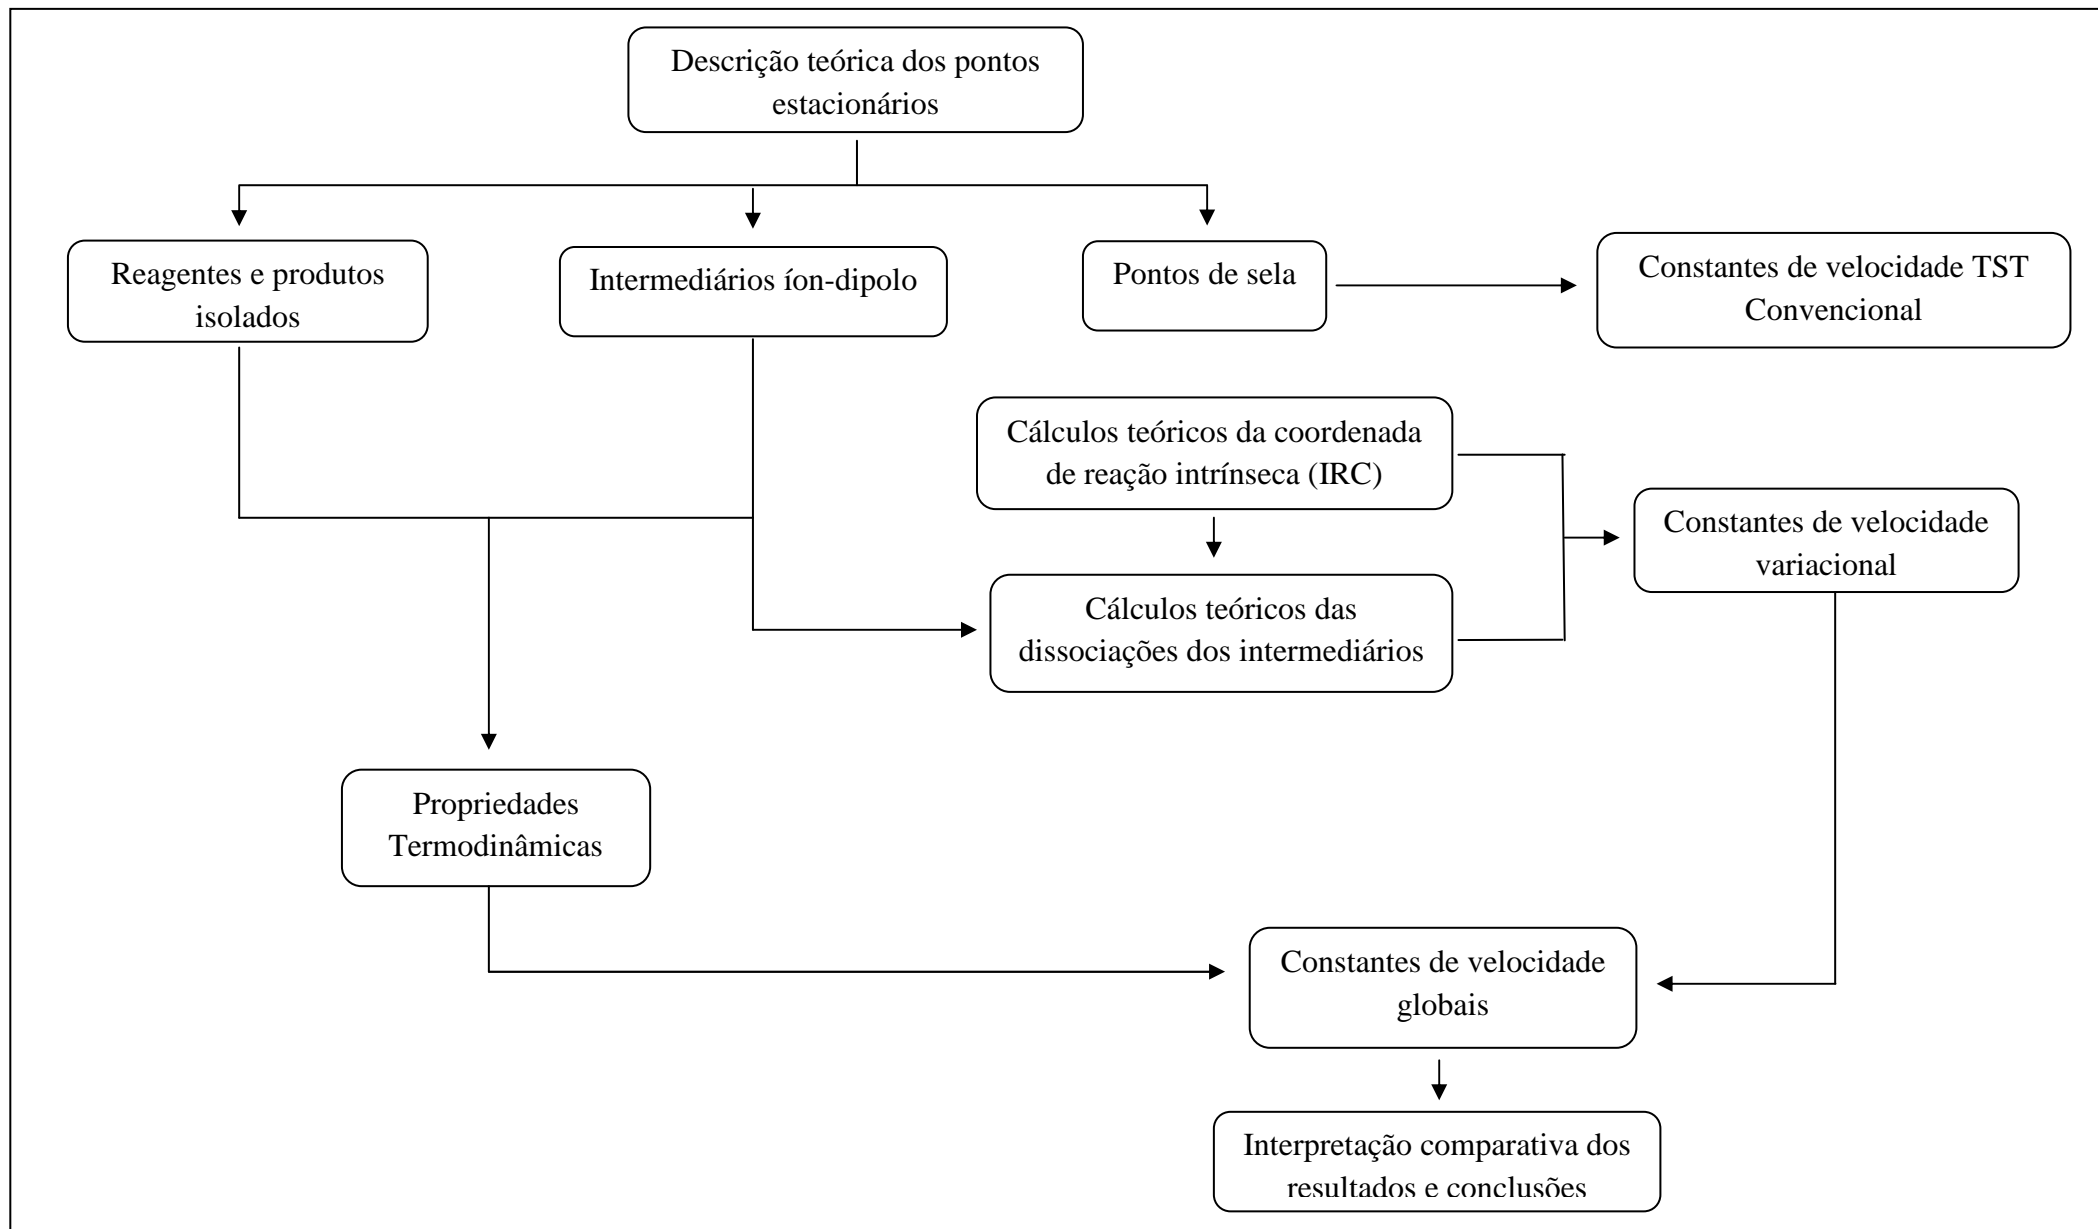 Descrição teórica dos pontos
estacionários
Reagentes e produtos
isolados
Intermediários íon-dipolo
Pontos de sela
Constantes de velocidade TST
Convencional
Cálculos teóricos da coordenada
de reação intrínseca (IRC)
Constantes de velocidade
variacional
Cálculos teóricos das
dissociações dos intermediários
Propriedades
Termodinâmicas
Constantes de velocidade
globais
Interpretação comparativa dos
resultados e conclusões